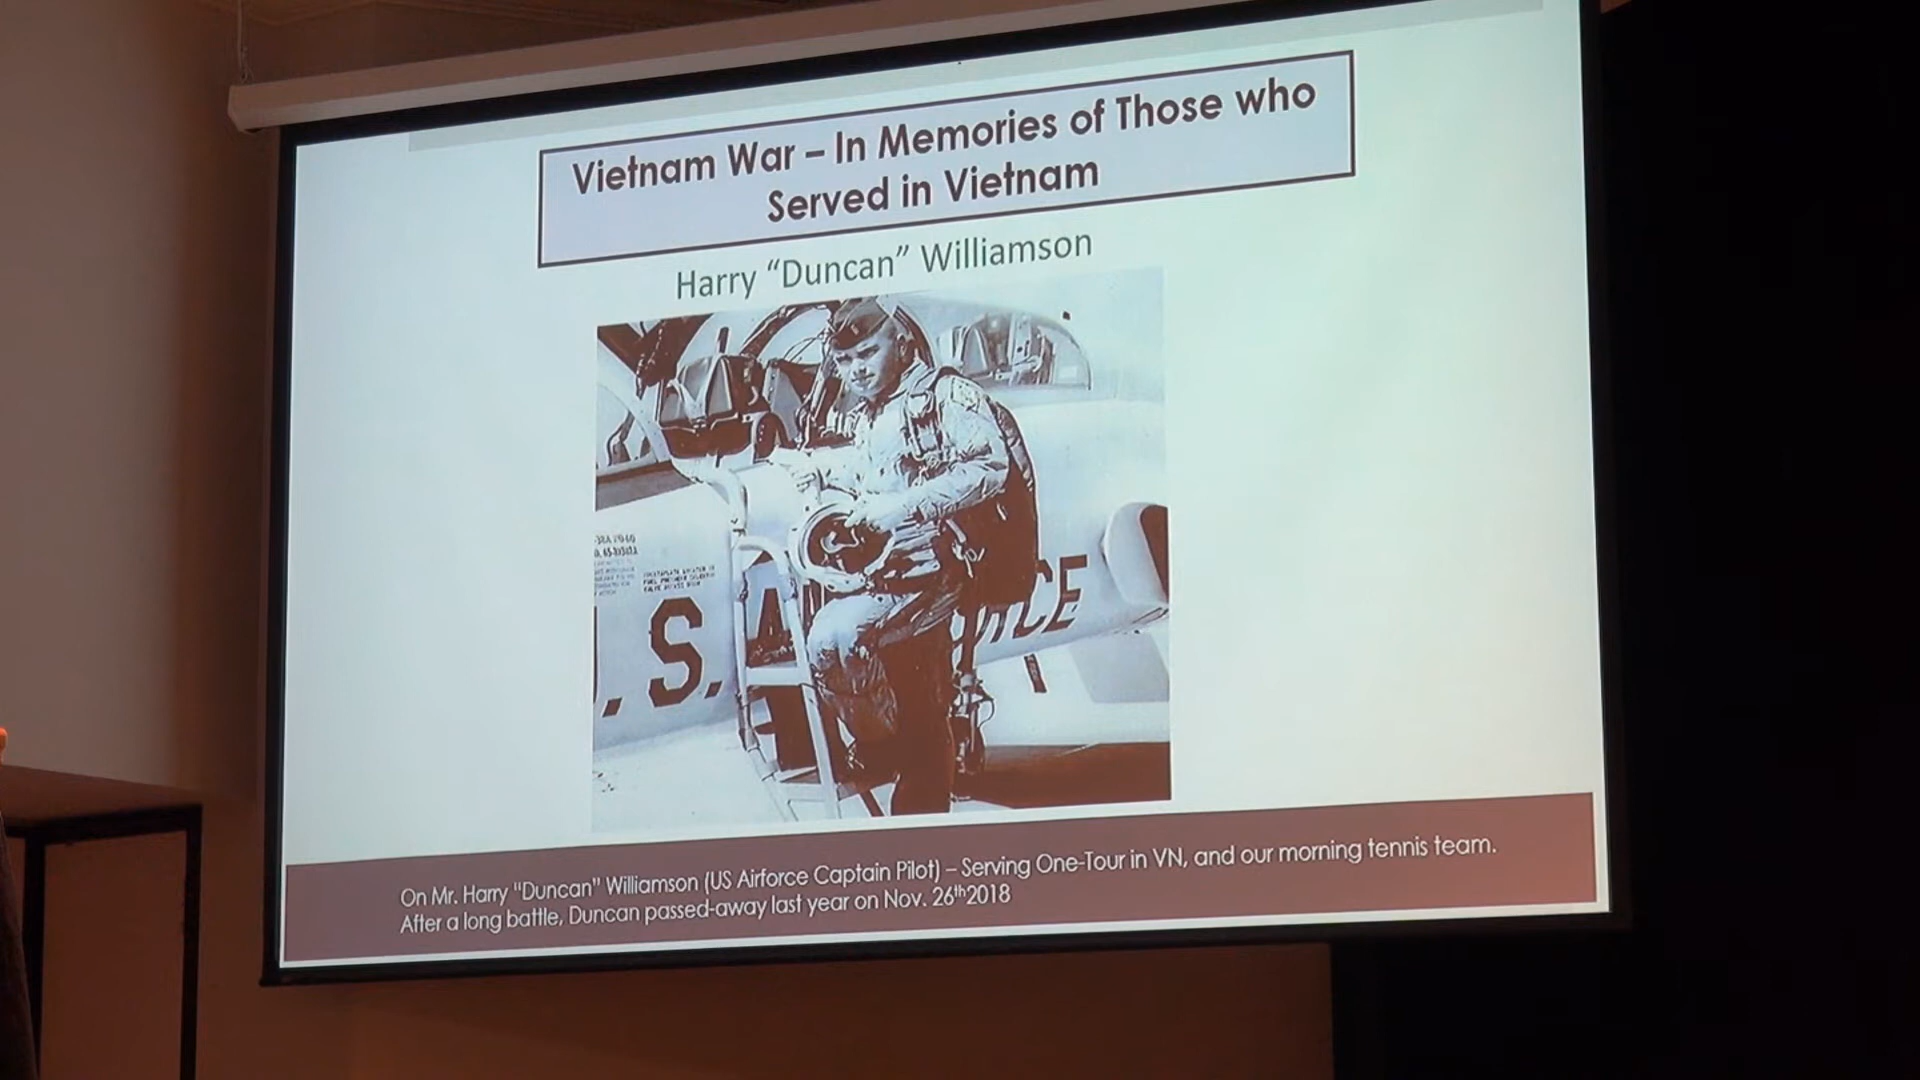 Vietnam War – In Memories of Those who
Served in Vietnam
Harry “Duncan” Williamson
. S. A
CE
On Mr. Harry "Duncan" Williamson (US Airforce Captain Pilot) – Serving One-Tour in VN, and our morning tennis team.
After a long battle, Duncan passed-away last year on Nov. 26th2018